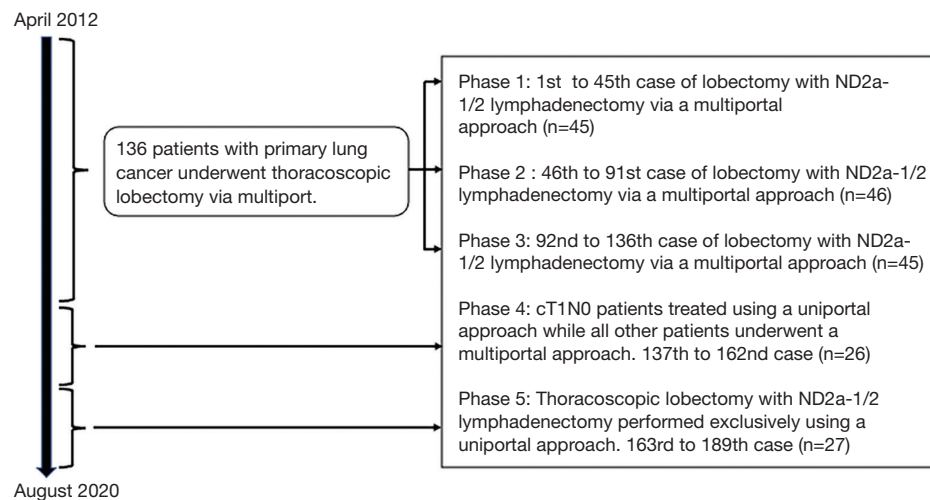 April 2012
136 patients with primary lung
cancer underwent thoracoscopic
lobectomy via multiport.
Phase 1: 1st to 45th case of lobectomy with ND2a-
1/2 lymphadenectomy via a multiportal
approach (n=45)
Phase 2 : 46th to 91st case of lobectomy with ND2a-1/2
lymphadenectomy via a multiportal approach (n=46)
Phase 3: 92nd to 136th case of lobectomy with ND2a-
1/2 lymphadenectomy via a multiportal approach (n=45)
Phase 4: cT1N0 patients treated using a uniportal
approach while all other patients underwent a
multiportal approach. 137th to 162nd case (n=26)
Phase 5: Thoracoscopic lobectomy with ND2a-1/2
lymphadenectomy performed exclusively using a
uniportal approach. 163rd to 189th case (n=27)
August 2020